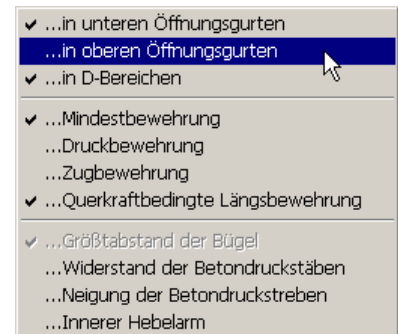 ...in unteren Öffnungsgurten
...in oberen Öffnungsgurten
...in D-Bereichen
...Mindestbewehrung
...Druckbewehrung
...Zugbewehrung
...Querkraftbedingte Längsbewehrung
...Größtabstand der Bügel
...Widerstand der Betondruckstäben
...Neigung der Betondruckstreben
...Innerer Hebelarm